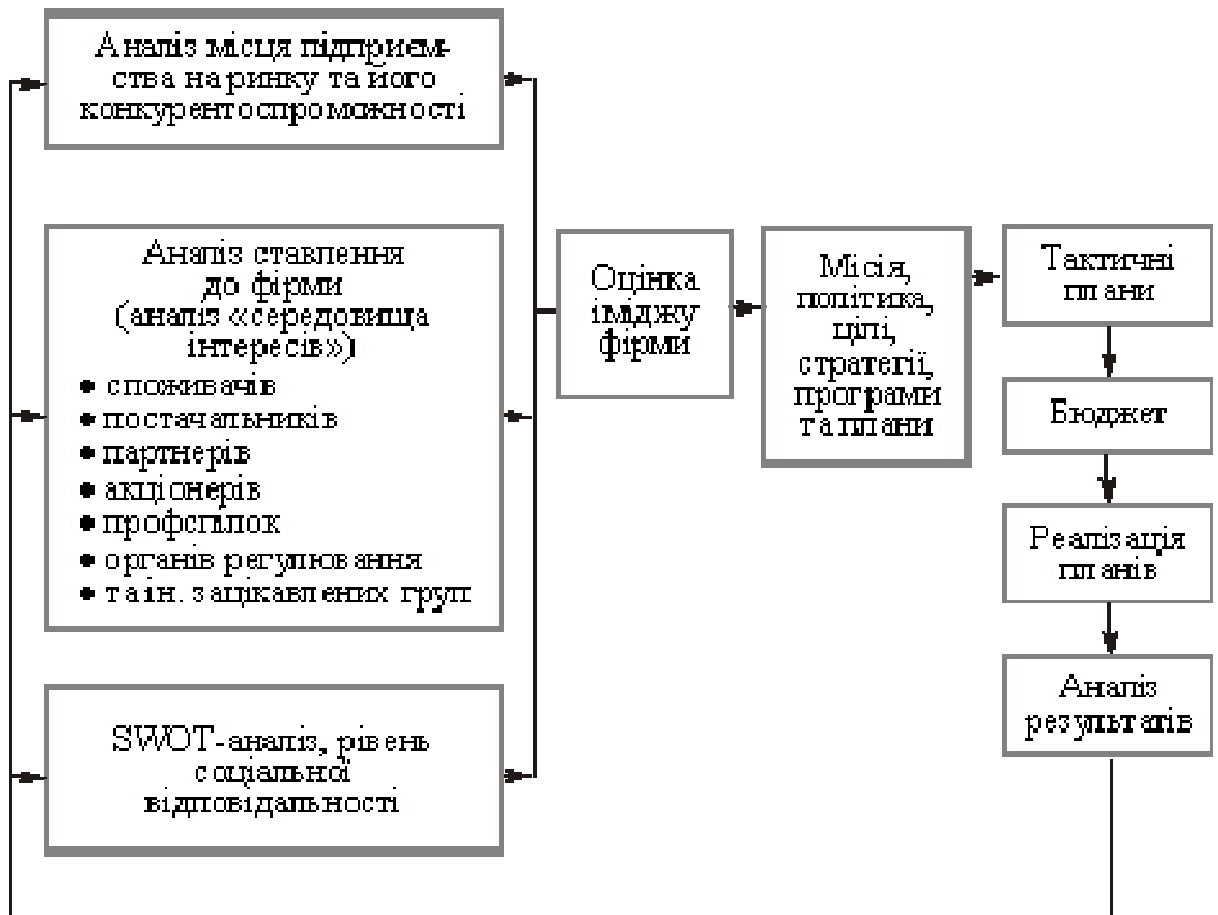 Аналіз місця підприєм-
ства на ринку та його
конкурентоспроможності
Аналіз ставлення
до фірми
(аналіз «середовища
інтересів»)
• споживачів
• постачальників
• партнерів
• акціонерів
• профспілок
• органів регулювання
• та ін. зацікавлених груп
SWOT-аналіз, рівень
соціальної
відповідальності
Оцінка
іміджу
фірми
Місія,
політика,
цілі,
стратегії,
програми
та плани
Тактичні
плани
Бюджет
Реалізація
планів
Аналіз
результатів